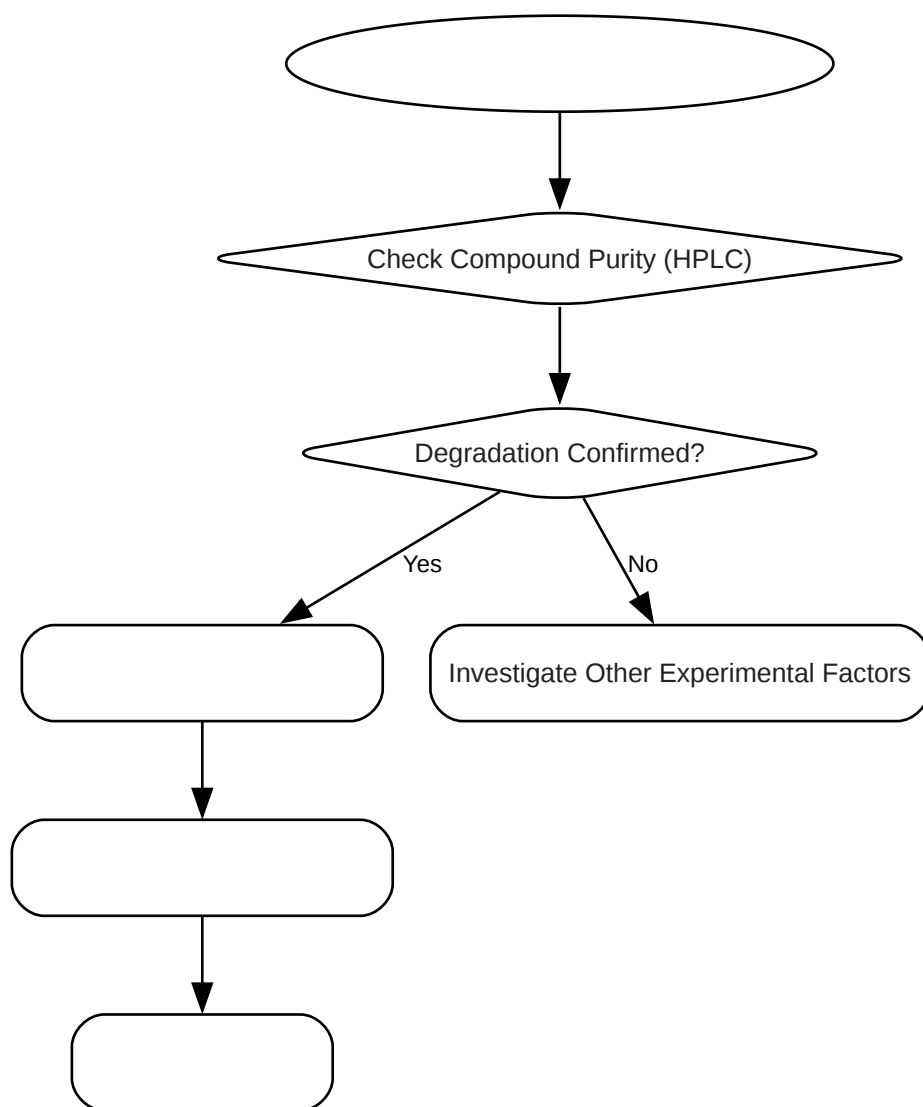 Check Compound Purity (HPLC)
Degradation Confirmed?
Yes
No
Investigate Other Experimental Factors